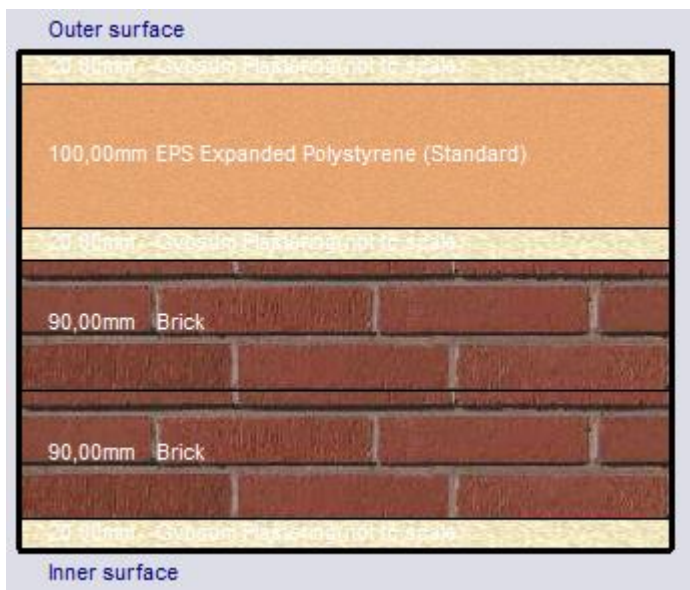 Outer surface
20,00mm Gypsum Plastering(not to scale)
100,00mm EPS Expanded Polystyrene (Standard)
20,00mm Gypsum Plastering(not to scale)
90,00mm Brick
90,00mm Brick
20,00mm Gypsum Plastering(not to scale)
Inner surface